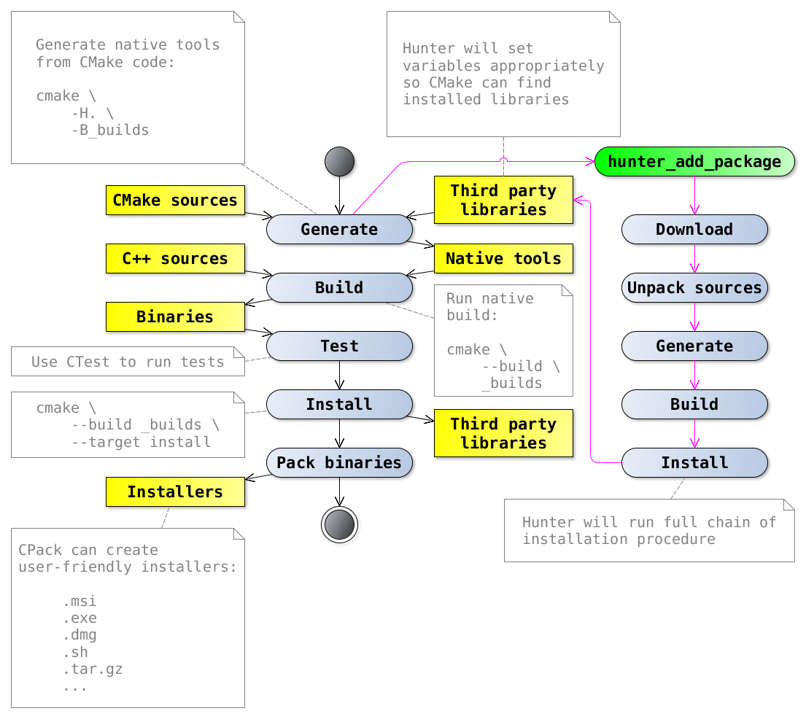 Generate native tools
from CMake code:
cmake \
-H. \
-B_builds
Hunter will set
variables appropriately
so CMake can find
installed libraries
hunter_add_package
CMake sources
Third party
libraries
Generate
Download
C++ sources
Native tools
Build
Unpack sources
Binaries
Run native
build:
cmake \
--build \
_builds
Test
Generate
Use CTest to run tests
cmake \
--build _builds \
--target install
Install
Build
Third party
libraries
Pack binaries
Install
Installers
Hunter will run full chain of
installation procedure
CPack can create
user-friendly installers:
.msi
.exe
.dmg
.sh
.tar.gz
...